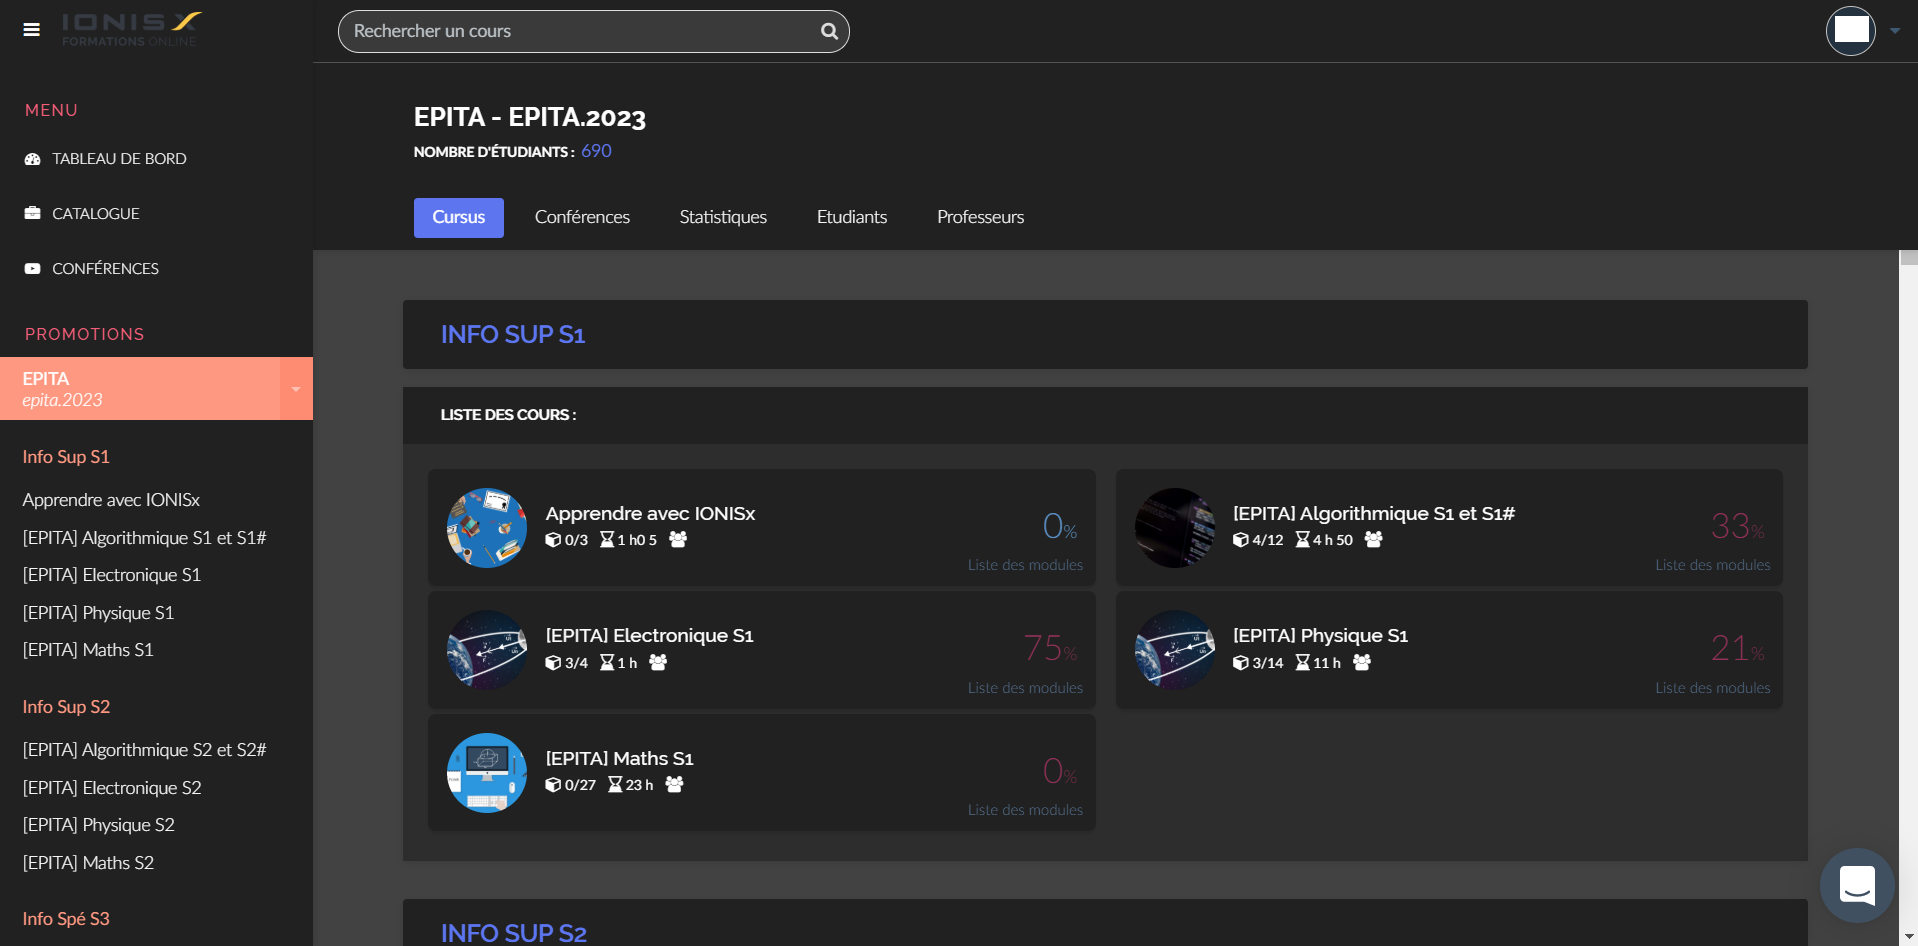 IONISX
FORMATIONS ONLINE
Rechercher un cours
MENU
TABLEAU DE BORD
CATALOGUE
CONFÉRENCES
PROMOTIONS
EPITA
epita.2023
Info Sup S1
Apprendre avec IONISx
[EPITA] Algorithmique S1 et S1#
[EPITA] Electronique S1
[EPITA] Physique S1
[EPITA] Maths S1
Info Sup S2
[EPITA] Algorithmique S2 et S2#
[EPITA] Electronique S2
[EPITA] Physique S2
[EPITA] Maths S2
Info Spé S3
EPITA - EPITA.2023
NOMBRE D'ÉTUDIANTS : 690
Cursus Conférences Statistiques Etudiants Professeurs
INFO SUP S1
LISTE DES COURS :
Apprendre avec IONISx
0/3 1 h0 5
0%
Liste des modules
[EPITA] Algorithmique S1 et S1#
4/12 4 h 50
33%
Liste des modules
[EPITA] Electronique S1
3/4 1 h
75%
Liste des modules
[EPITA] Physique S1
3/14 11 h
21%
Liste des modules
[EPITA] Maths S1
0/27 23 h
0%
Liste des modules
INFO SUP S2